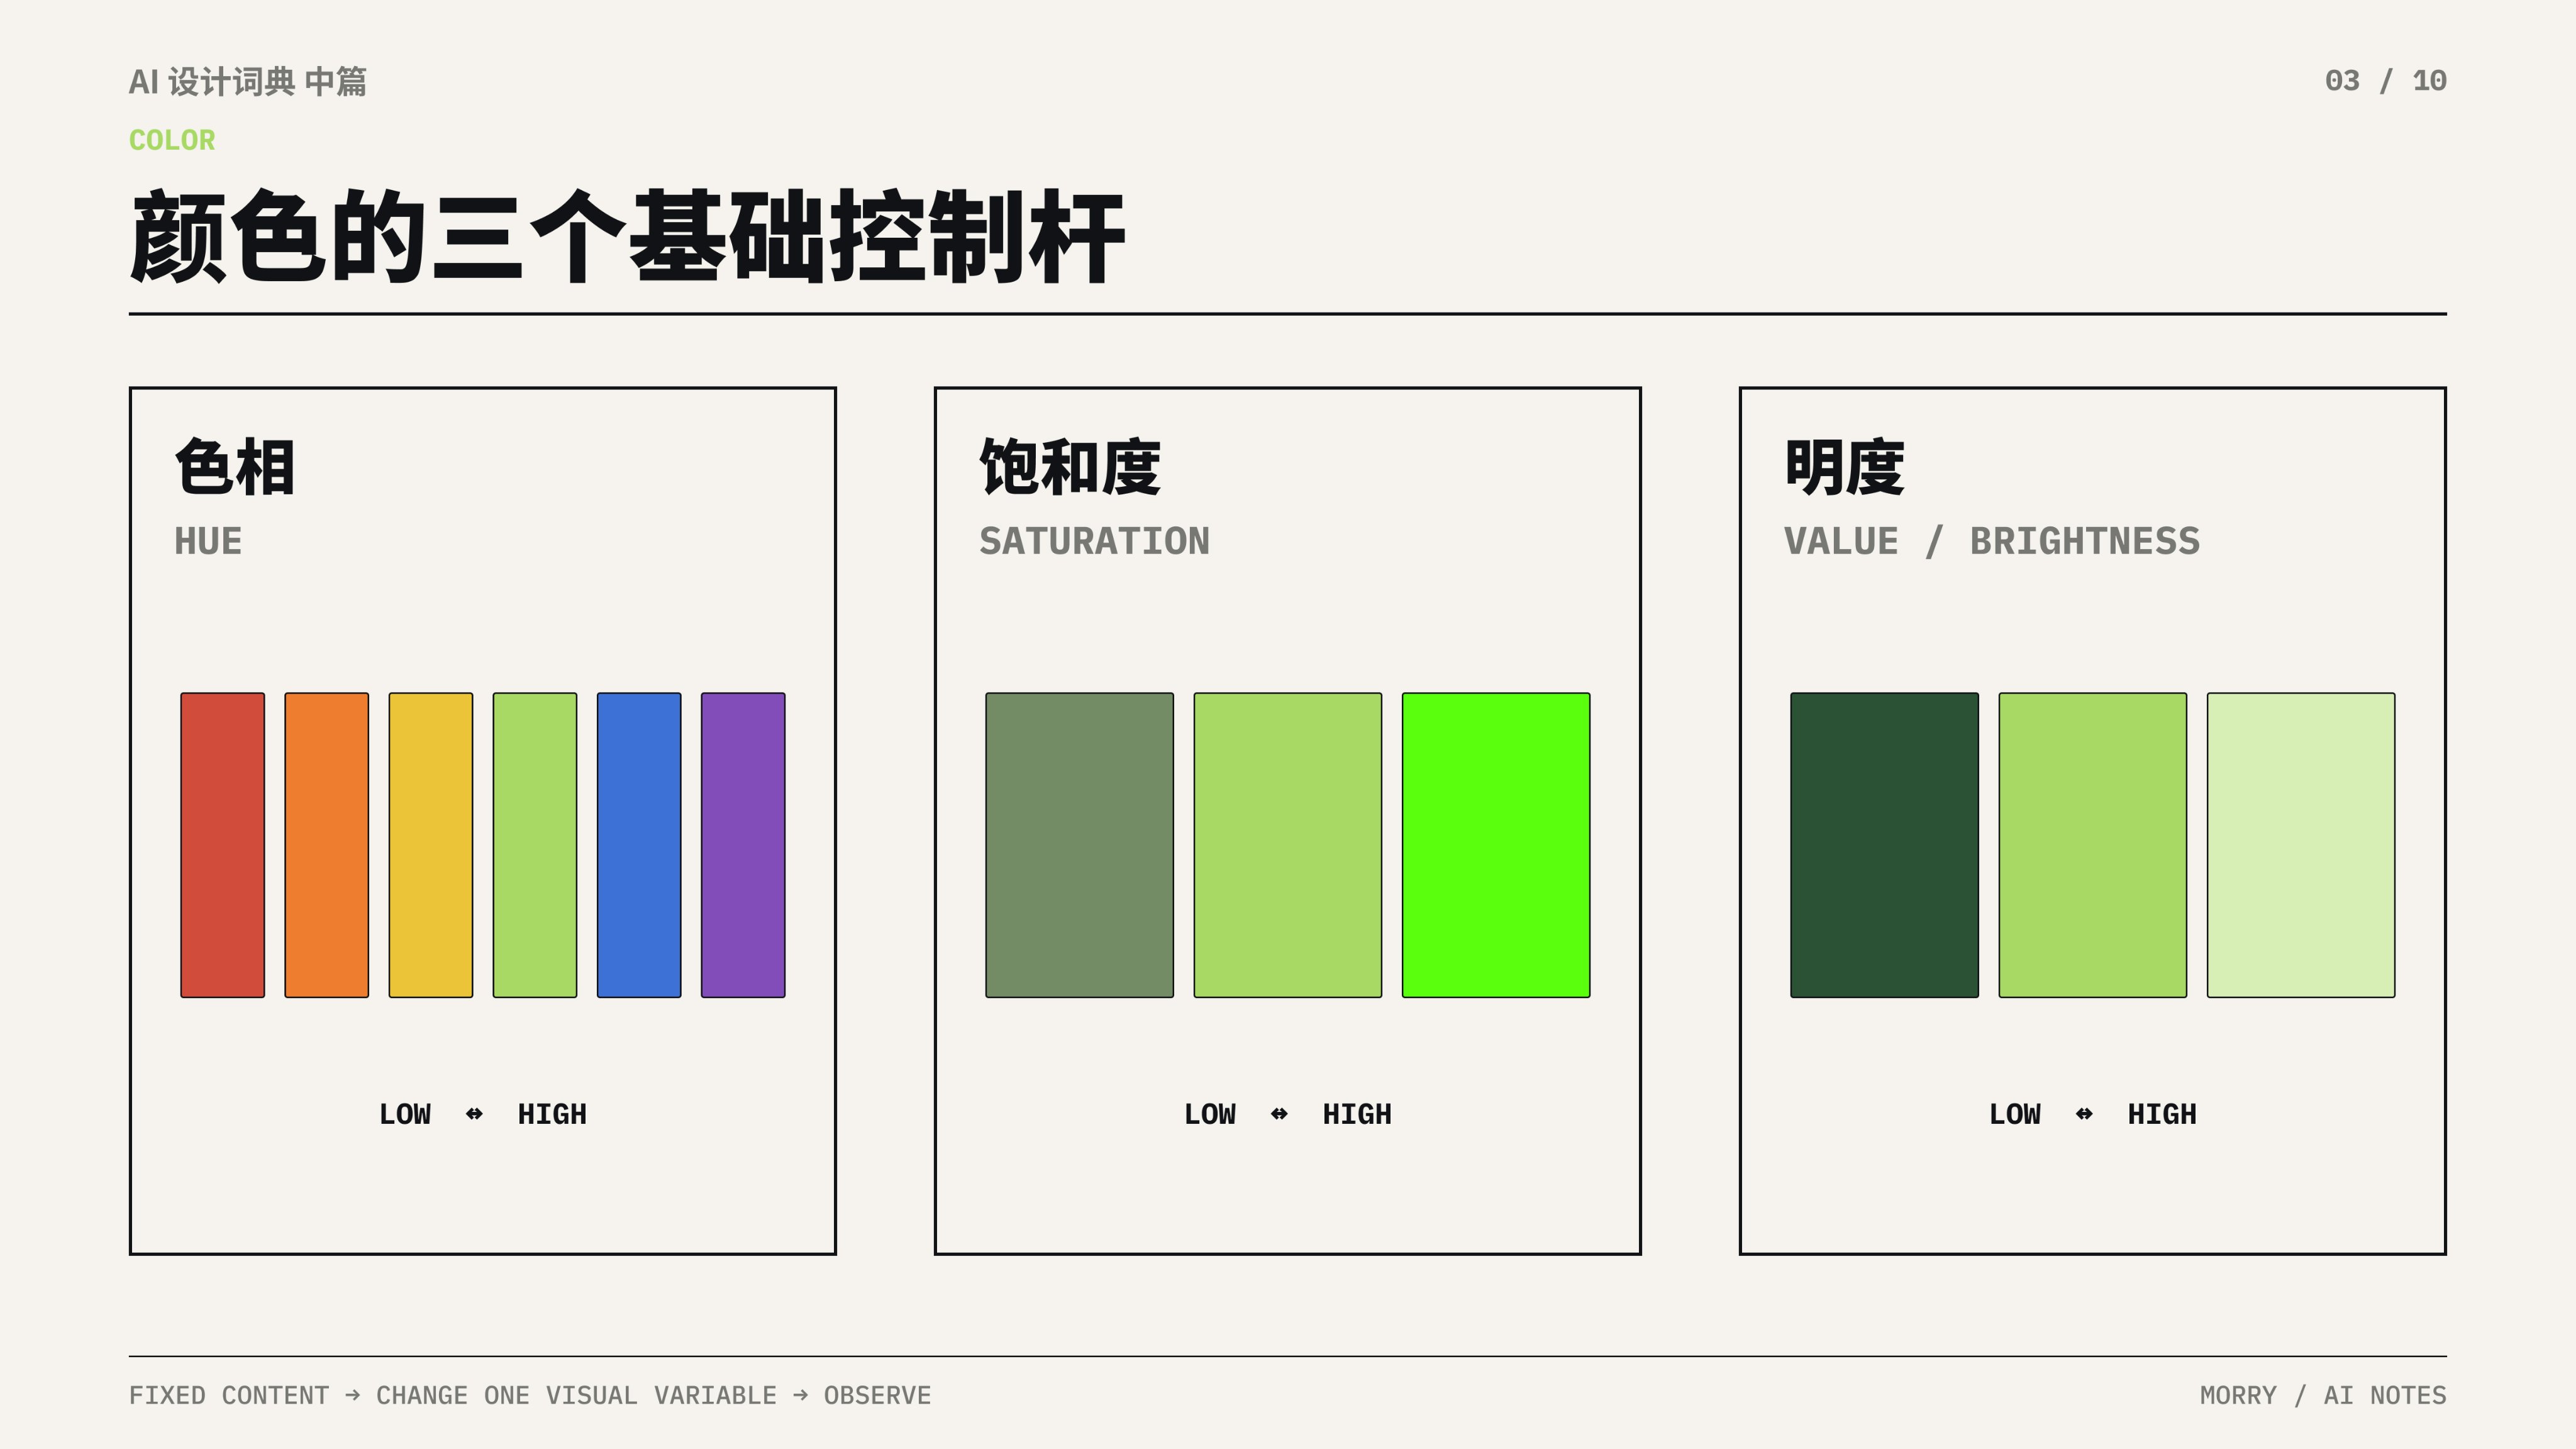 AI 设计词典 中篇
03 / 10
COLOR
颜色的三个基础控制杆
色相
HUE
LOW ↔ HIGH
饱和度
SATURATION
LOW ↔ HIGH
明度
VALUE / BRIGHTNESS
LOW ↔ HIGH
FIXED CONTENT → CHANGE ONE VISUAL VARIABLE → OBSERVE
MORRY / AI NOTES